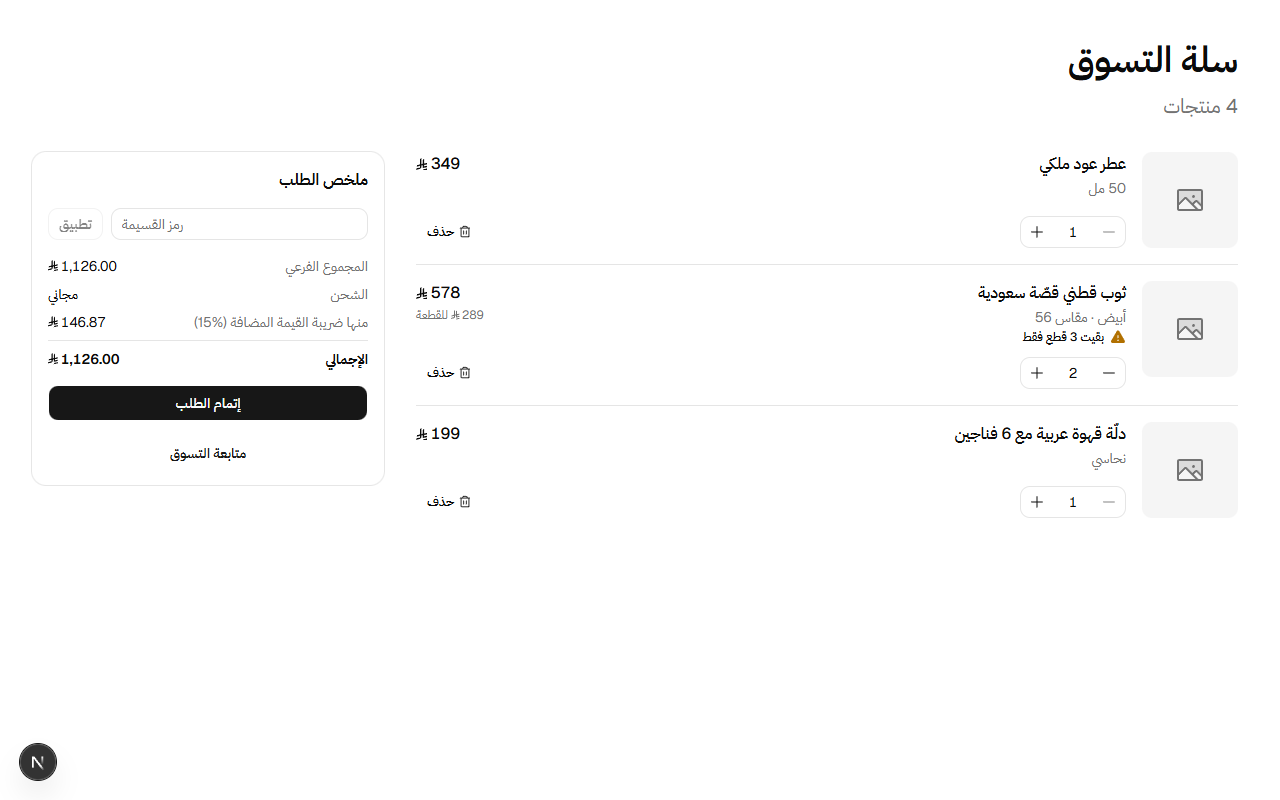 سلة التسوق
4 منتجات
عطر عود ملكي
50 مل
349 ⃁
1
حذف
ثوب قطني قصّة سعودية
أبيض · مقاس 56
بقيت 3 قطع فقط
578 ⃁
289 ⃁ للقطعة
2
حذف
دلّة قهوة عربية مع 6 فناجين
نحاسي
199 ⃁
1
حذف
ملخص الطلب
رمز القسيمة
تطبيق
المجموع الفرعي 1,126.00 ⃁
الشحن مجاني
منها ضريبة القيمة المضافة (15%) 146.87 ⃁
الإجمالي 1,126.00 ⃁
إتمام الطلب
متابعة التسوق
N